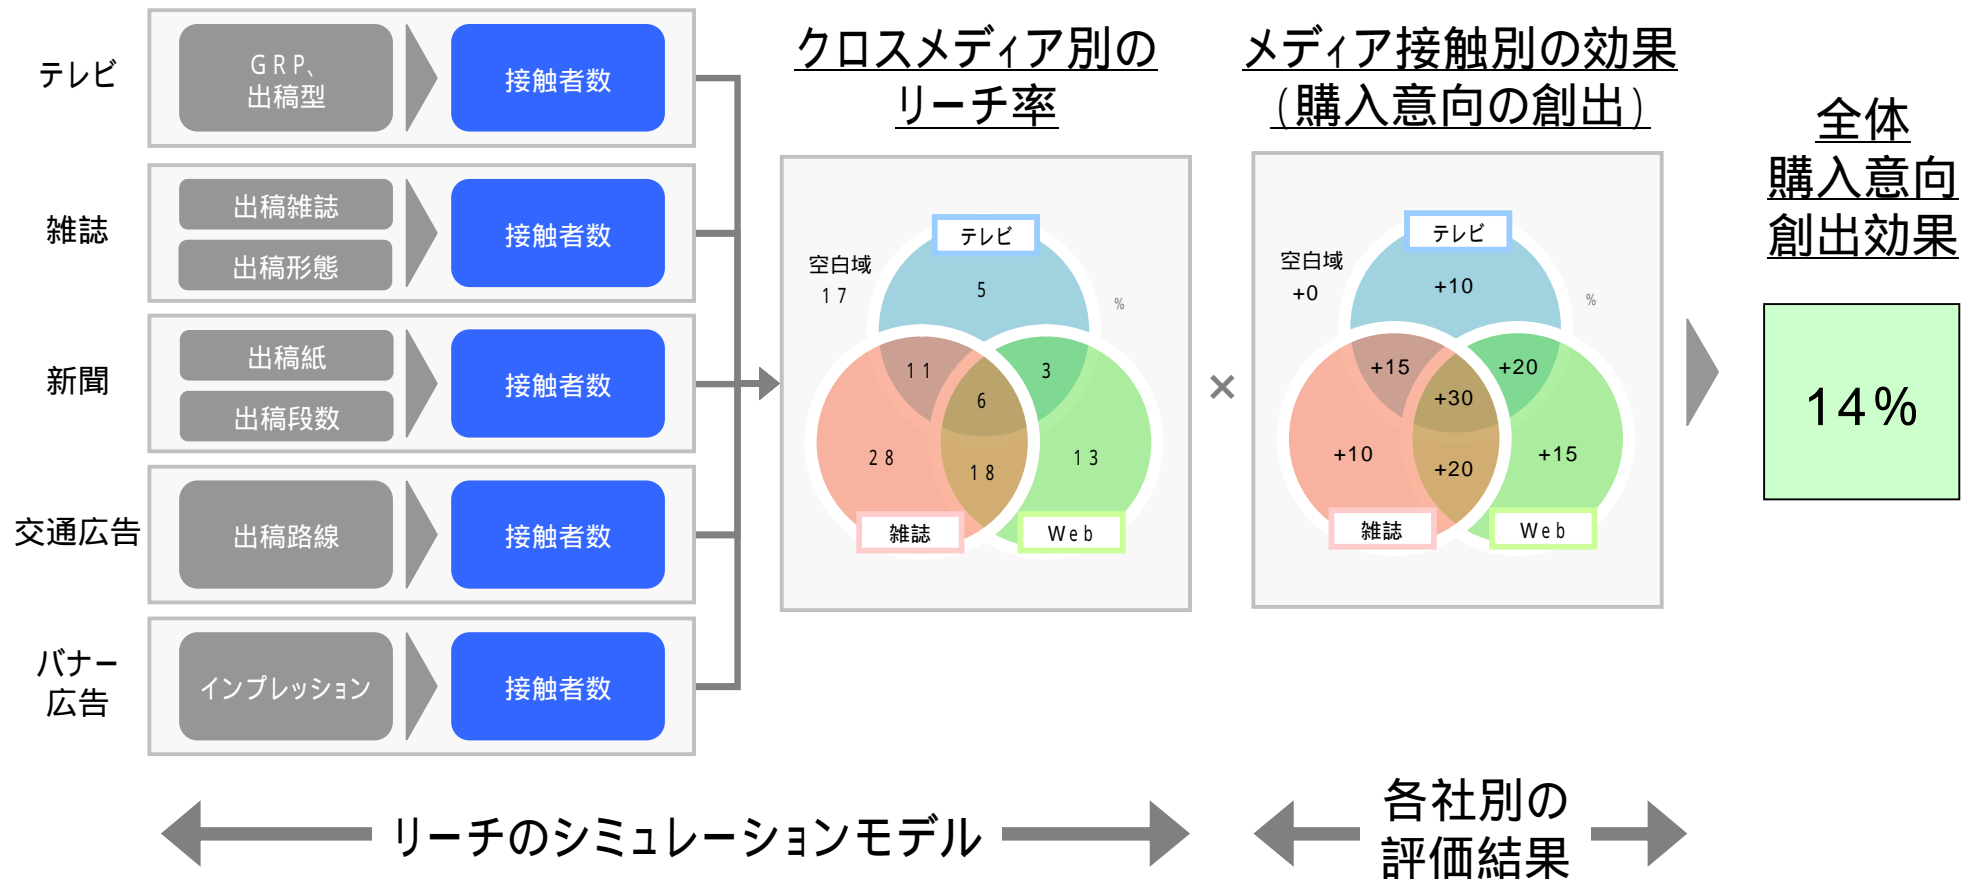 テレビ
GRP、
出稿型
接触者数
雑誌
出稿雑誌
出稿形態
接触者数
新聞
出稿紙
出稿段数
接触者数
交通広告
出稿路線
接触者数
バナー
広告
インプレッション
接触者数
クロスメディア別の
リーチ率
空白域
17
テレビ
5
%
11
3
6
28
18
13
雑誌
Web
×
メディア接触別の効果
(購入意向の創出)
空白域
+0
テレビ
+10
%
+15
+20
+30
+10
+20
+15
雑誌
Web
全体
購入意向
創出効果
14%
リーチのシミュレーションモデル
各社別の
評価結果